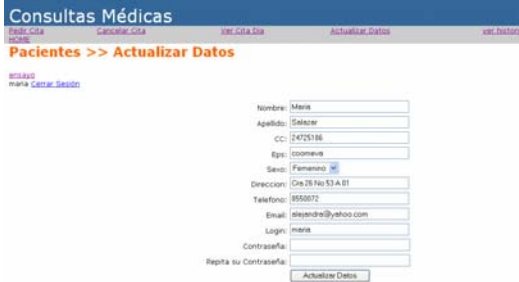 Consultas Médicas
Pedir Cita Cancelar Cita Ver Cita Dia Actualizar Datos ver histori
HOME
Pacientes >> Actualizar Datos
ensayo
maria Cerrar Sesión
Nombre: Maria
Apellido: Salazar
CC: 24725186
Eps: coomeva
Sexo: Femenino
Direccion: Cra 26 No 53 A 01
Telefono: 8550072
Email: alejandra@yahoo.com
Login: maria
Contraseña:
Repita su Contraseña:
Actualizar Datos